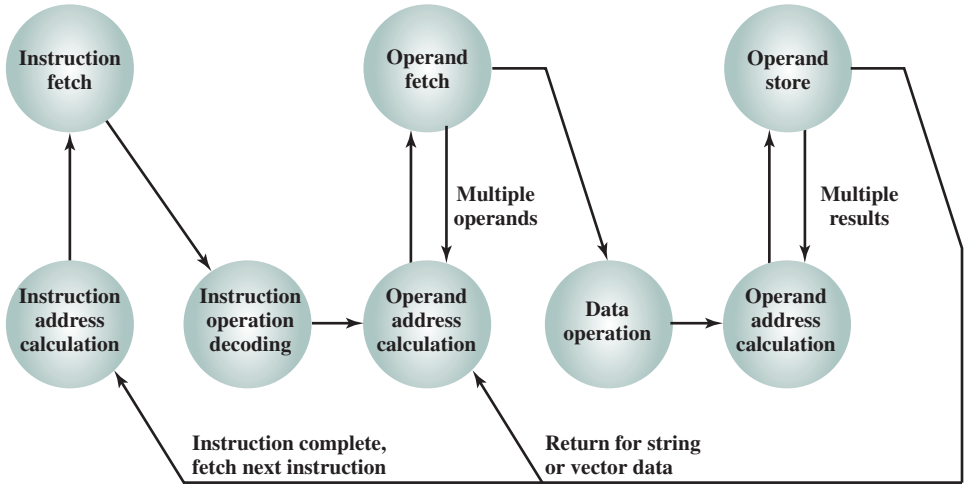 Instruction
fetch
Operand
fetch
Operand
store
Multiple
operands
Multiple
results
Instruction
address
calculation
Instruction
operation
decoding
Operand
address
calculation
Data
operation
Operand
address
calculation
Instruction complete,
fetch next instruction
Return for string
or vector data